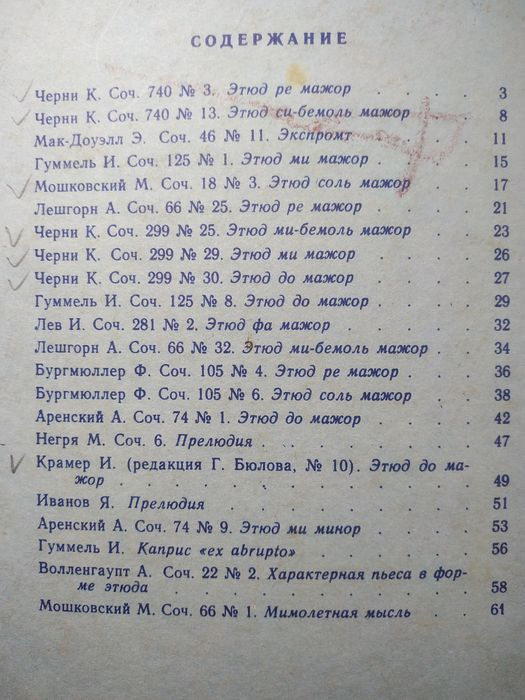 СОДЕРЖАНИЕ
Черни К. Соч. 740 № 3. Этюд ре мажор . . . . 3
Черни К. Соч. 740 № 13. Этюд си-бемоль мажор . . 8
Мак-Доуэлл Э. Соч. 46 № 11. Экспромт . . . . 11
Гуммель И. Соч. 125 № 1. Этюд ми мажор . . . . 15
Мошковский М. Соч. 18 № 3. Этюд соль мажор . . 17
Лешгорн А. Соч. 66 № 25. Этюд ре мажор . . . . 21
Черни К. Соч. 299 № 25. Этюд ми-бемоль мажор . . 23
Черни К. Соч. 299 № 29. Этюд ми мажор . . . . 26
Черни К. Соч. 299 № 30. Этюд до мажор . . . . 27
Гуммель И. Соч. 125 № 8. Этюд до мажор . . . . 29
Лев И. Соч. 281 № 2. Этюд фа мажор . . . . . 32
Лешгорн А. Соч. 66 № 32. Этюд ми-бемоль мажор . . 34
Бургмюллер Ф. Соч. 105 № 4. Этюд ре мажор . . . 36
Бургмюллер Ф. Соч. 105 № 6. Этюд соль мажор . . 38
Аренский А. Соч. 74 № 1. Этюд до мажор . . . . 42
Негря М. Соч. 6. Прелюдия . . . . . . . . 47
Крамер И. (редакция Г. Бюлова, № 10). Этюд до ма-
жор . . . . . . . . . . . . . 49
Иванов Я. Прелюдия . . . . . . . . . . 51
Аренский А. Соч. 74 № 9. Этюд ми минор . . . . 53
Гуммель И. Каприс «ex abrupto» . . . . . . 56
Волленгаупт А. Соч. 22 № 2. Характерная пьеса в фор-
ме этюда . . . . . . . . . . . 58
Мошковский М. Соч. 66 № 1. Мимолетная мысль . . 61